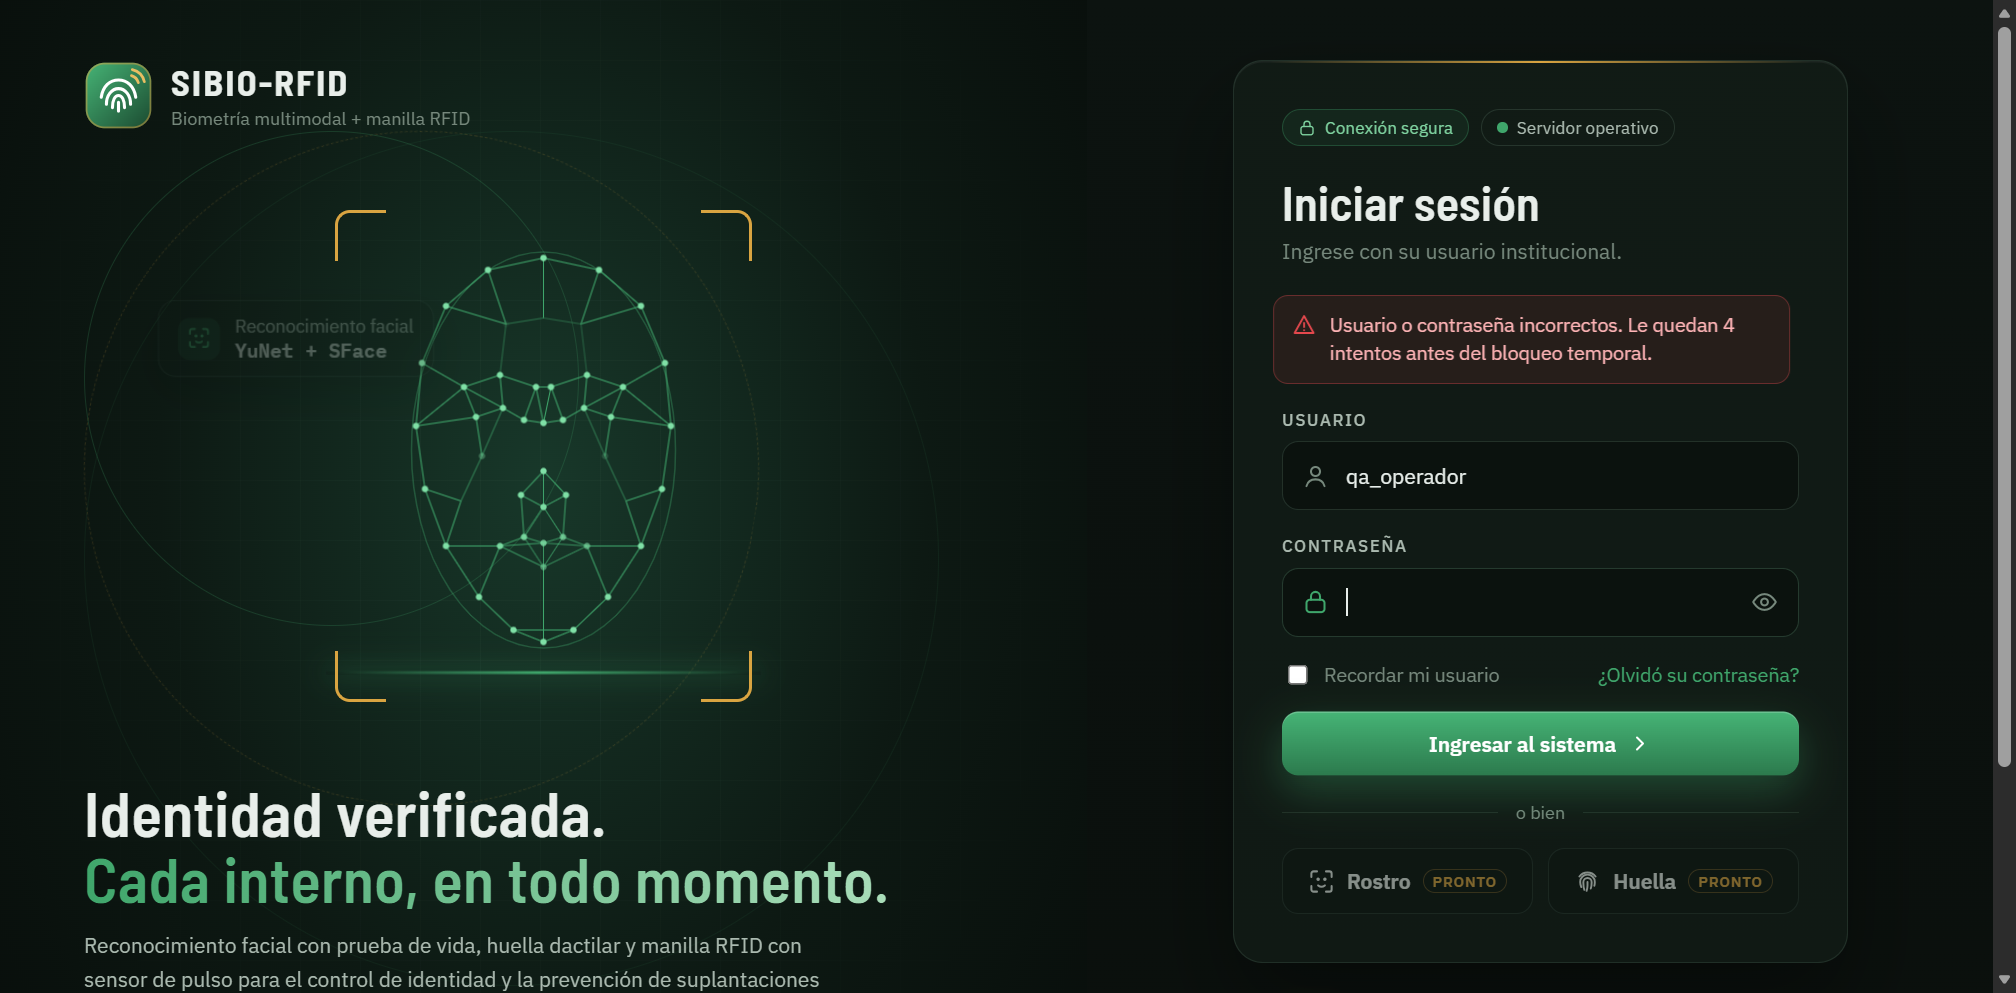 SIBIO-RFID
Biometría multimodal + manilla RFID
Reconocimiento facial
YuNet + SFace
Identidad verificada.
Cada interno, en todo momento.
Reconocimiento facial con prueba de vida, huella dactilar y manilla RFID con
sensor de pulso para el control de identidad y la prevención de suplantaciones
Conexión segura
Servidor operativo
Iniciar sesión
Ingrese con su usuario institucional.
Usuario o contraseña incorrectos. Le quedan 4
intentos antes del bloqueo temporal.
USUARIO
qa_operador
CONTRASEÑA
Recordar mi usuario
¿Olvidó su contraseña?
Ingresar al sistema
o bien
Rostro PRONTO
Huella PRONTO